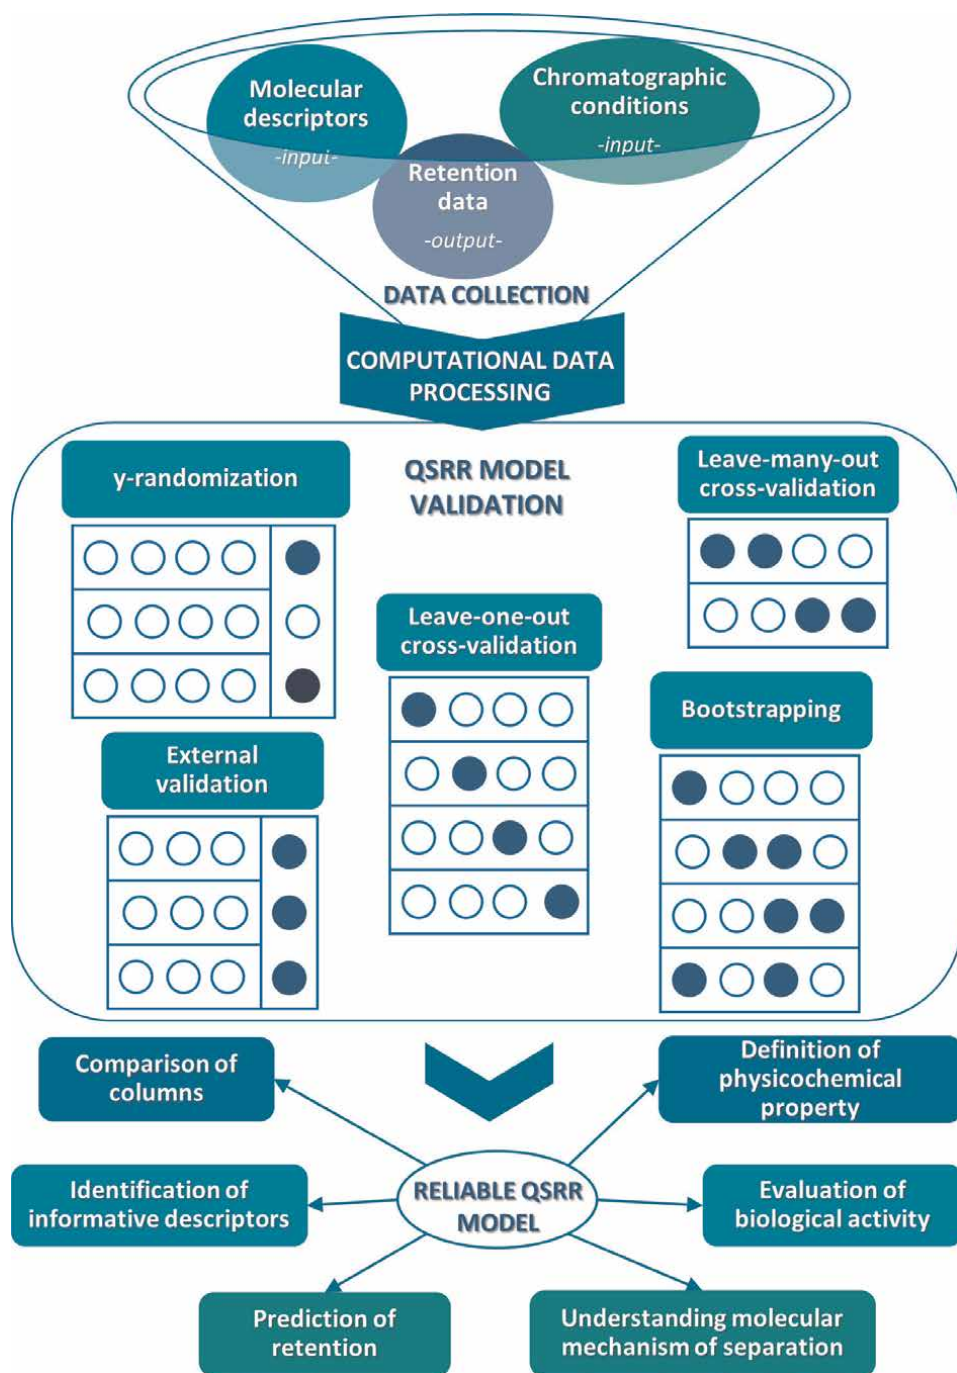 Molecular
descriptors
-input-
Chromatographic
conditions
-input-
Retention
data
-output-
DATA COLLECTION
COMPUTATIONAL DATA
PROCESSING
QSRR MODEL
VALIDATION
y-randomization
Leave-many-out
cross-validation
Leave-one-out
cross-validation
Bootstrapping
External
validation
Comparison of
columns
Definition of
physicochemical
property
RELIABLE QSRR
MODEL
Identification of
informative descriptors
Evaluation of
biological activity
Prediction of
retention
Understanding molecular
mechanism of separation